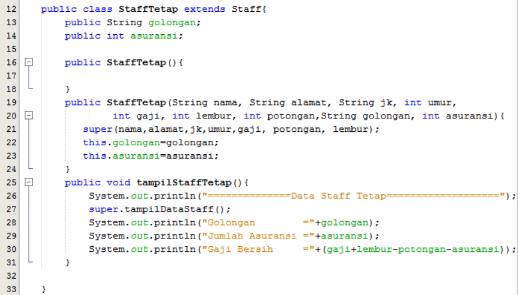 12 public class StaffTetap extends Staff{
13 public String golongan;
14 public int asuransi;
15
16 public StaffTetap(){
17
18 }
19 public StaffTetap(String nama, String alamat, String jk, int umur,
20 int gaji, int lembur, int potongan,String golongan, int asuransi){
21 super(nama,alamat,jk,umur,gaji, potongan, lembur);
22 this.golongan=golongan;
23 this.asuransi=asuransi;
24 }
25 public void tampilStaffTetap(){
26 System.out.println("==============Data Staff Tetap===================");
27 super.tampilDataStaff();
28 System.out.println("Golongan        ="+golongan);
29 System.out.println("Jumlah Asuransi ="+asuransi);
30 System.out.println("Gaji Bersih     ="+(gaji+lembur-potongan-asuransi));
31 }
32
33 }